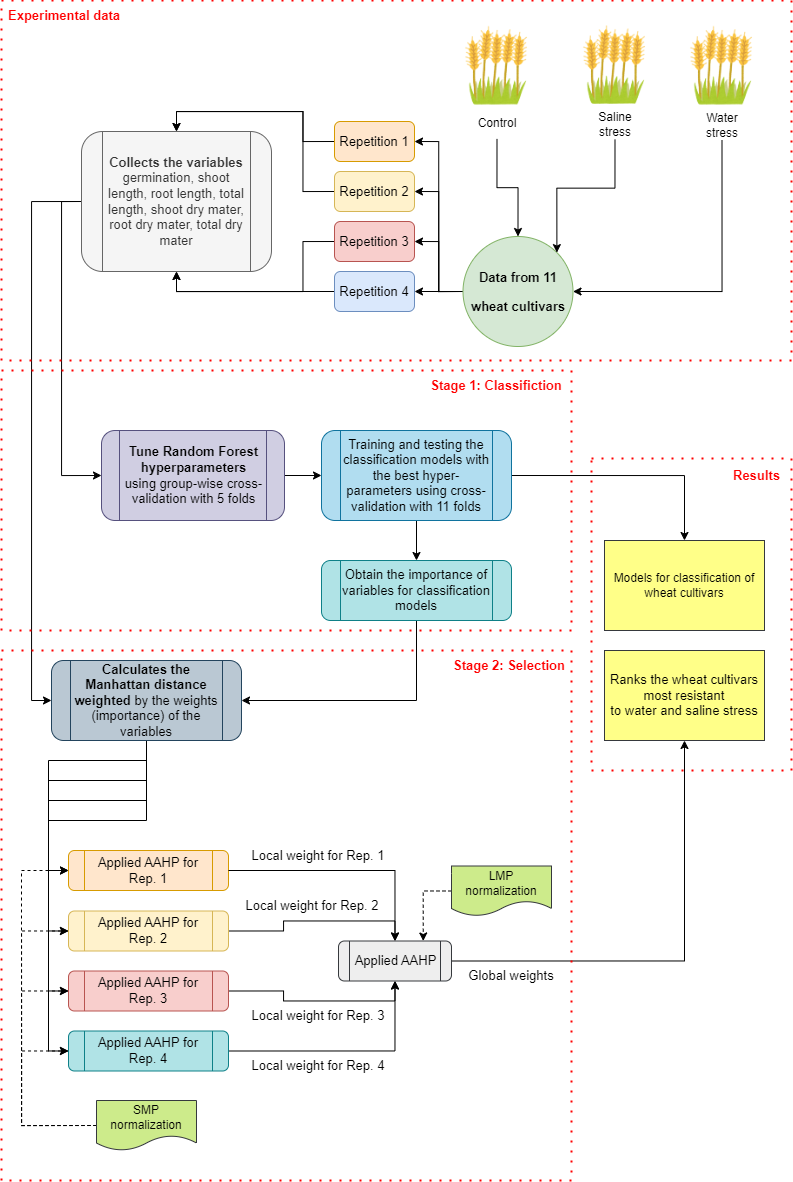 Experimental data
Control
Saline
stress
Water
stress
Repetition 1
Repetition 2
Repetition 3
Repetition 4
Collects the variables
germination, shoot
length, root length, total
length, shoot dry mater,
root dry mater, total dry
mater
Data from 11
wheat cultivars
Stage 1: Classifiction
Tune Random Forest
hyperparameters
using group-wise cross-
validation with 5 folds
Training and testing the
classification models with
the best hyper-
parameters using cross-
validation with 11 folds
Obtain the importance of
variables for classification
models
Results
Models for classification of
wheat cultivars
Ranks the wheat cultivars
most resistant
to water and saline stress
Stage 2: Selection
Calculates the
Manhattan distance
weighted by the weights
(importance) of the
variables
Applied AAHP for
Rep. 1
Applied AAHP for
Rep. 2
Applied AAHP for
Rep. 3
Applied AAHP for
Rep. 4
Local weight for Rep. 1
Local weight for Rep. 2
Local weight for Rep. 3
Local weight for Rep. 4
LMP
normalization
Applied AAHP
Global weights
SMP
normalization